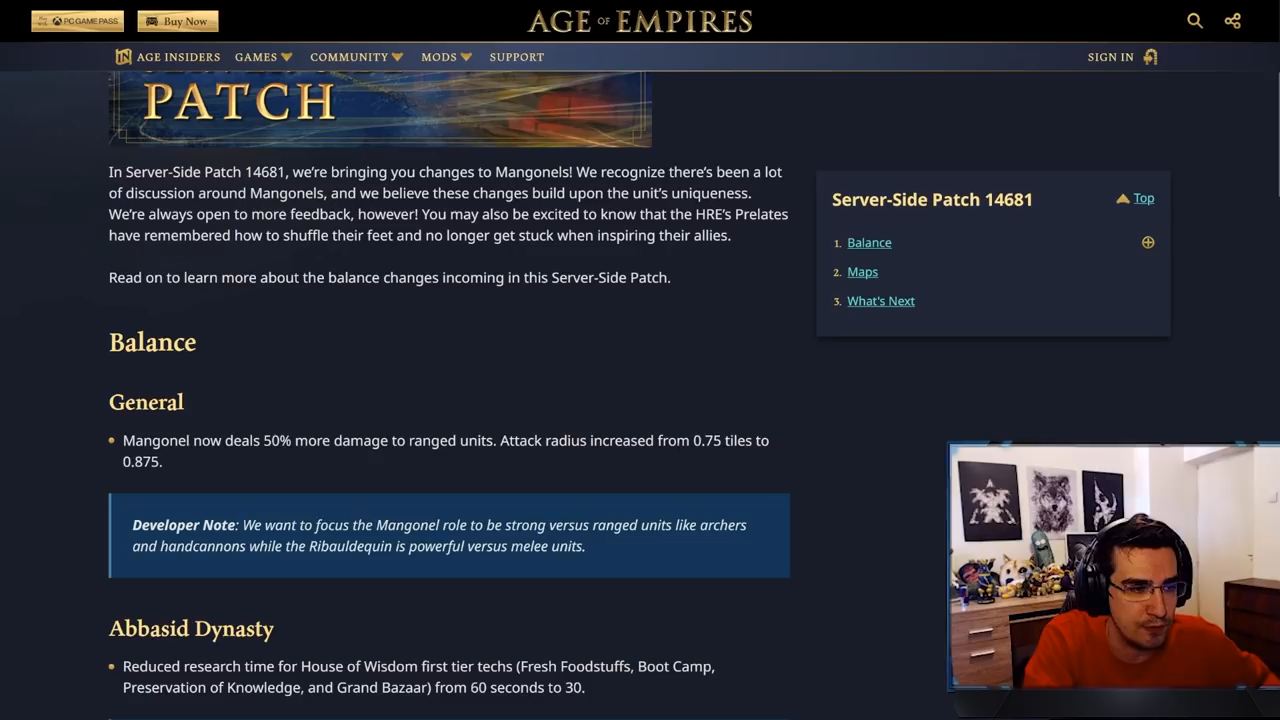 PC GAME PASS
Buy Now
AGE OF EMPIRES
AGE INSIDERS GAMES COMMUNITY MODS SUPPORT
SIGN IN
PATCH
In Server-Side Patch 14681, we’re bringing you changes to Mangonels! We recognize there’s been a lot
of discussion around Mangonels, and we believe these changes build upon the unit’s uniqueness.
We’re always open to more feedback, however! You may also be excited to know that the HRE’s Prelates
have remembered how to shuffle their feet and no longer get stuck when inspiring their allies.
Read on to learn more about the balance changes incoming in this Server-Side Patch.
Server-Side Patch 14681
Top
1. Balance
2. Maps
3. What's Next
Balance
General
Mangonel now deals 50% more damage to ranged units. Attack radius increased from 0.75 tiles to
0.875.
Developer Note: We want to focus the Mangonel role to be strong versus ranged units like archers
and handcannons while the Ribauldequin is powerful versus melee units.
Abbasid Dynasty
Reduced research time for House of Wisdom first tier techs (Fresh Foodstuffs, Boot Camp,
Preservation of Knowledge, and Grand Bazaar) from 60 seconds to 30.